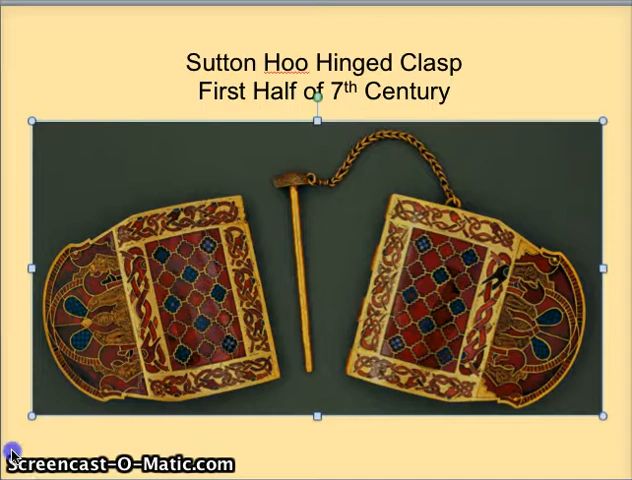 Sutton Hoo Hinged Clasp
First Half of 7th Century
Screencast-O-Matic.com